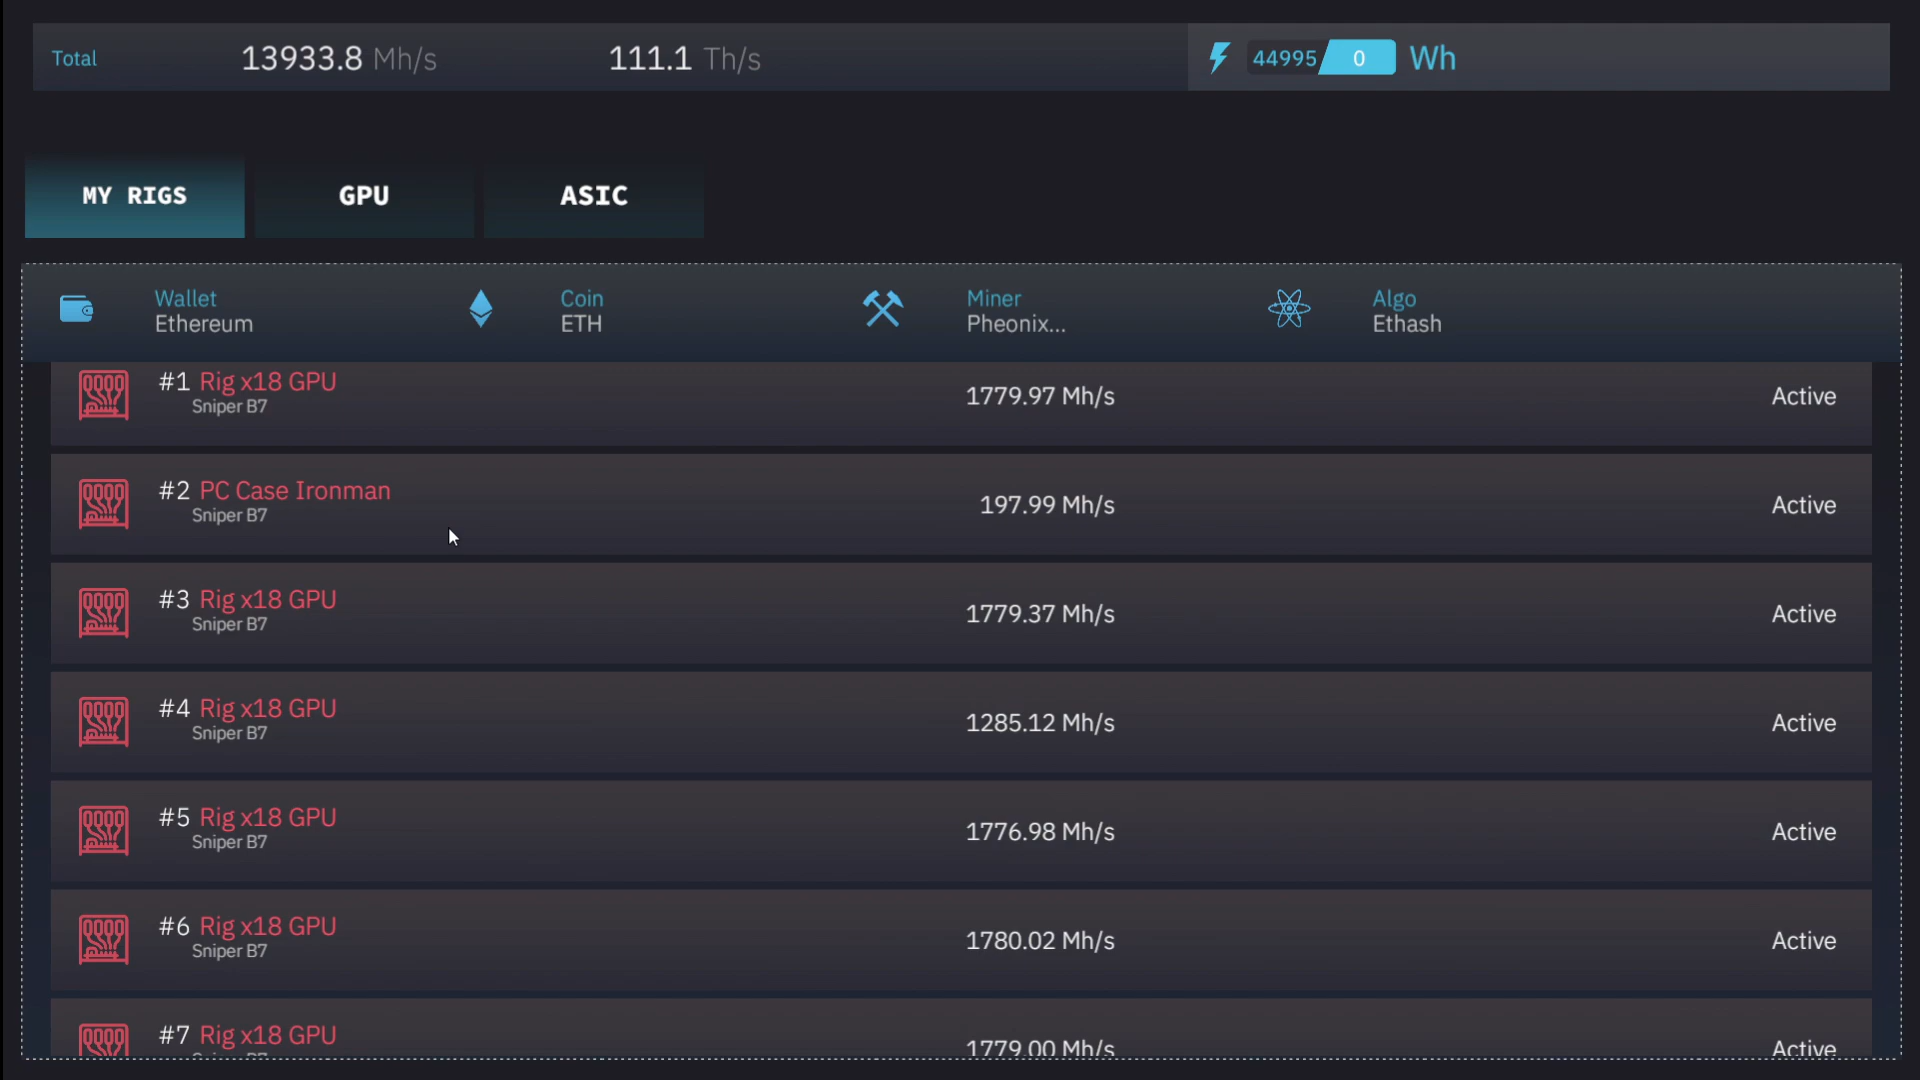 Total 13933.8 Mh/s 111.1 Th/s 44995 0 Wh
MY RIGS GPU ASIC
Wallet Coin Miner Algo
Ethereum ETH Pheonix... Ethash
#1 Rig x18 GPU 1779.97 Mh/s Active
Sniper B7
#2 PC Case Ironman 197.99 Mh/s Active
Sniper B7
#3 Rig x18 GPU 1779.37 Mh/s Active
Sniper B7
#4 Rig x18 GPU 1285.12 Mh/s Active
Sniper B7
#5 Rig x18 GPU 1776.98 Mh/s Active
Sniper B7
#6 Rig x18 GPU 1780.02 Mh/s Active
Sniper B7
#7 Rig x18 GPU 1779.00 Mh/s Active